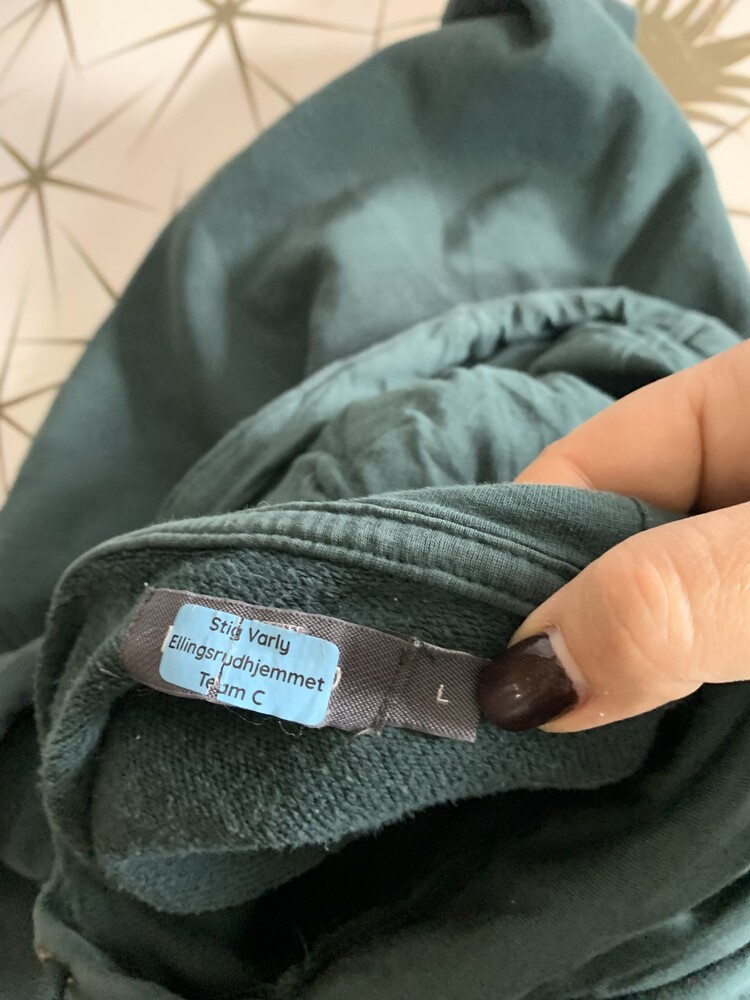 Stig Varly
Ellingsrudhjemmet
Team C
L